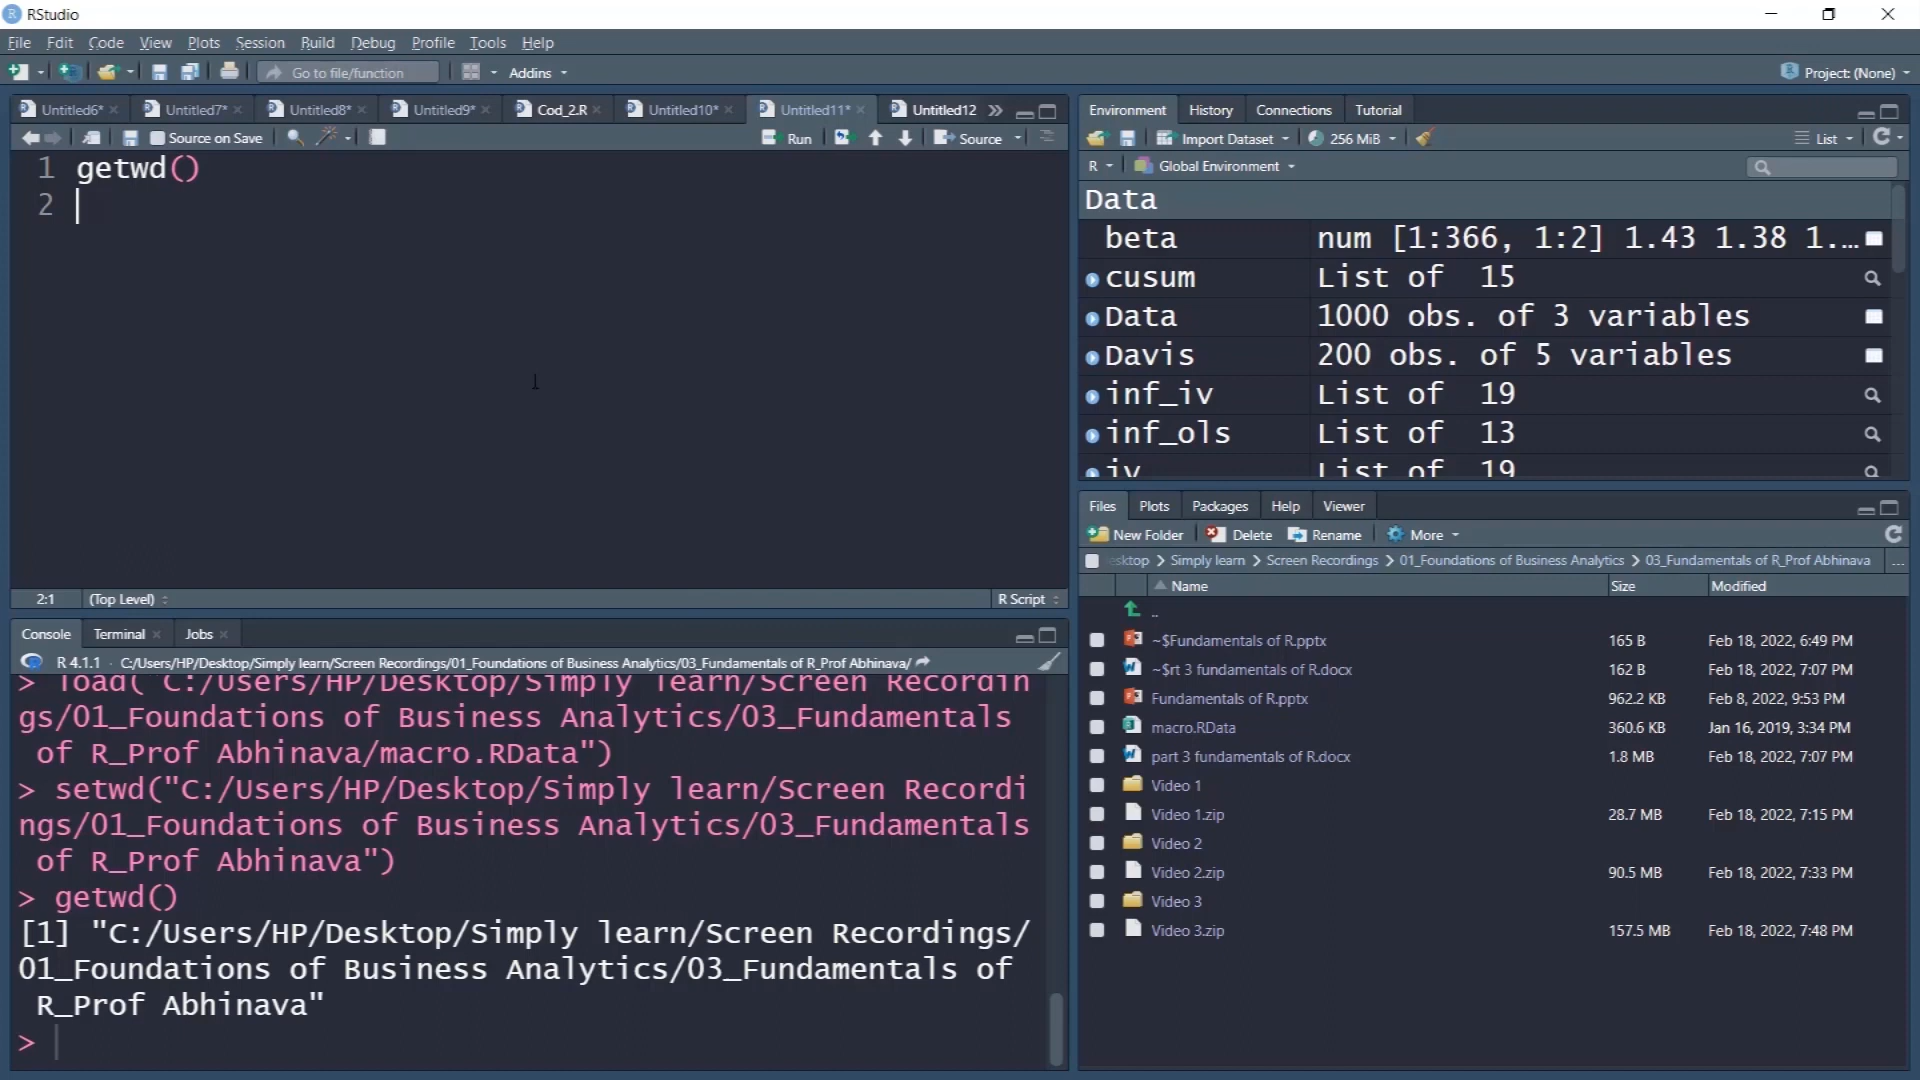 RStudio
File Edit Code View Plots Session Build Debug Profile Tools Help
Go to file/function Addins Project: (None)
Untitled6* Untitled7* Untitled8* Untitled9* Cod_2.R Untitled10* Untitled11* Untitled12
Source on Save Run Source
1 getwd()
2
2:1 (Top Level) R Script
Console Terminal Jobs
R 4.1.1 · C:/Users/HP/Desktop/Simply learn/Screen Recordings/01_Foundations of Business Analytics/03_Fundamentals of R_Prof Abhinava/
> load("C:/Users/HP/Desktop/Simply learn/Screen Recordin
gs/01_Foundations of Business Analytics/03_Fundamentals
of R_Prof Abhinava/macro.RData")
> setwd("C:/Users/HP/Desktop/Simply learn/Screen Recordi
ngs/01_Foundations of Business Analytics/03_Fundamentals
of R_Prof Abhinava")
> getwd()
[1] "C:/Users/HP/Desktop/Simply learn/Screen Recordings/
01_Foundations of Business Analytics/03_Fundamentals of
R_Prof Abhinava"
>
Environment History Connections Tutorial
Import Dataset 256 MiB List
R Global Environment
Data
beta num [1:366, 1:2] 1.43 1.38 1.…
cusum List of 15
Data 1000 obs. of 3 variables
Davis 200 obs. of 5 variables
inf_iv List of 19
inf_ols List of 13
iv List of 19
Files Plots Packages Help Viewer
New Folder Delete Rename More
esktop > Simply learn > Screen Recordings > 01_Foundations of Business Analytics > 03_Fundamentals of R_Prof Abhinava ...
Name Size Modified
..
~$Fundamentals of R.pptx 165 B Feb 18, 2022, 6:49 PM
~$rt 3 fundamentals of R.docx 162 B Feb 18, 2022, 7:07 PM
Fundamentals of R.pptx 962.2 KB Feb 8, 2022, 9:53 PM
macro.RData 360.6 KB Jan 16, 2019, 3:34 PM
part 3 fundamentals of R.docx 1.8 MB Feb 18, 2022, 7:07 PM
Video 1
Video 1.zip 28.7 MB Feb 18, 2022, 7:15 PM
Video 2
Video 2.zip 90.5 MB Feb 18, 2022, 7:33 PM
Video 3
Video 3.zip 157.5 MB Feb 18, 2022, 7:48 PM